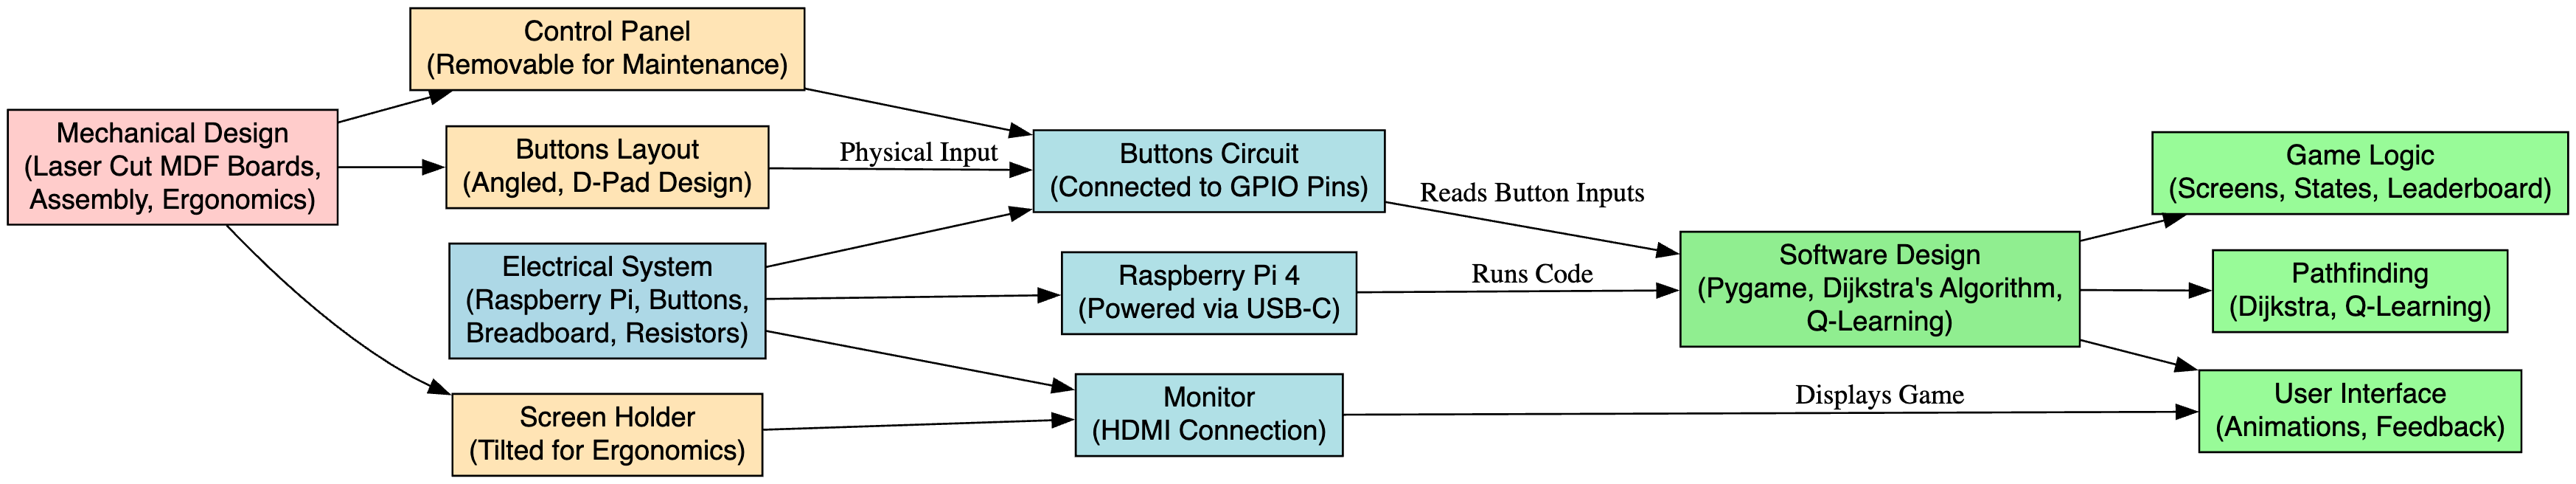 Control Panel
(Removable for Maintenance)
Mechanical Design
(Laser Cut MDF Boards,
Assembly, Ergonomics)
Buttons Layout
(Angled, D-Pad Design)
Physical Input
Buttons Circuit
(Connected to GPIO Pins)
Reads Button Inputs
Electrical System
(Raspberry Pi, Buttons,
Breadboard, Resistors)
Raspberry Pi 4
(Powered via USB-C)
Runs Code
Software Design
(Pygame, Dijkstra's Algorithm,
Q-Learning)
Game Logic
(Screens, States, Leaderboard)
Pathfinding
(Dijkstra, Q-Learning)
Screen Holder
(Tilted for Ergonomics)
Monitor
(HDMI Connection)
Displays Game
User Interface
(Animations, Feedback)